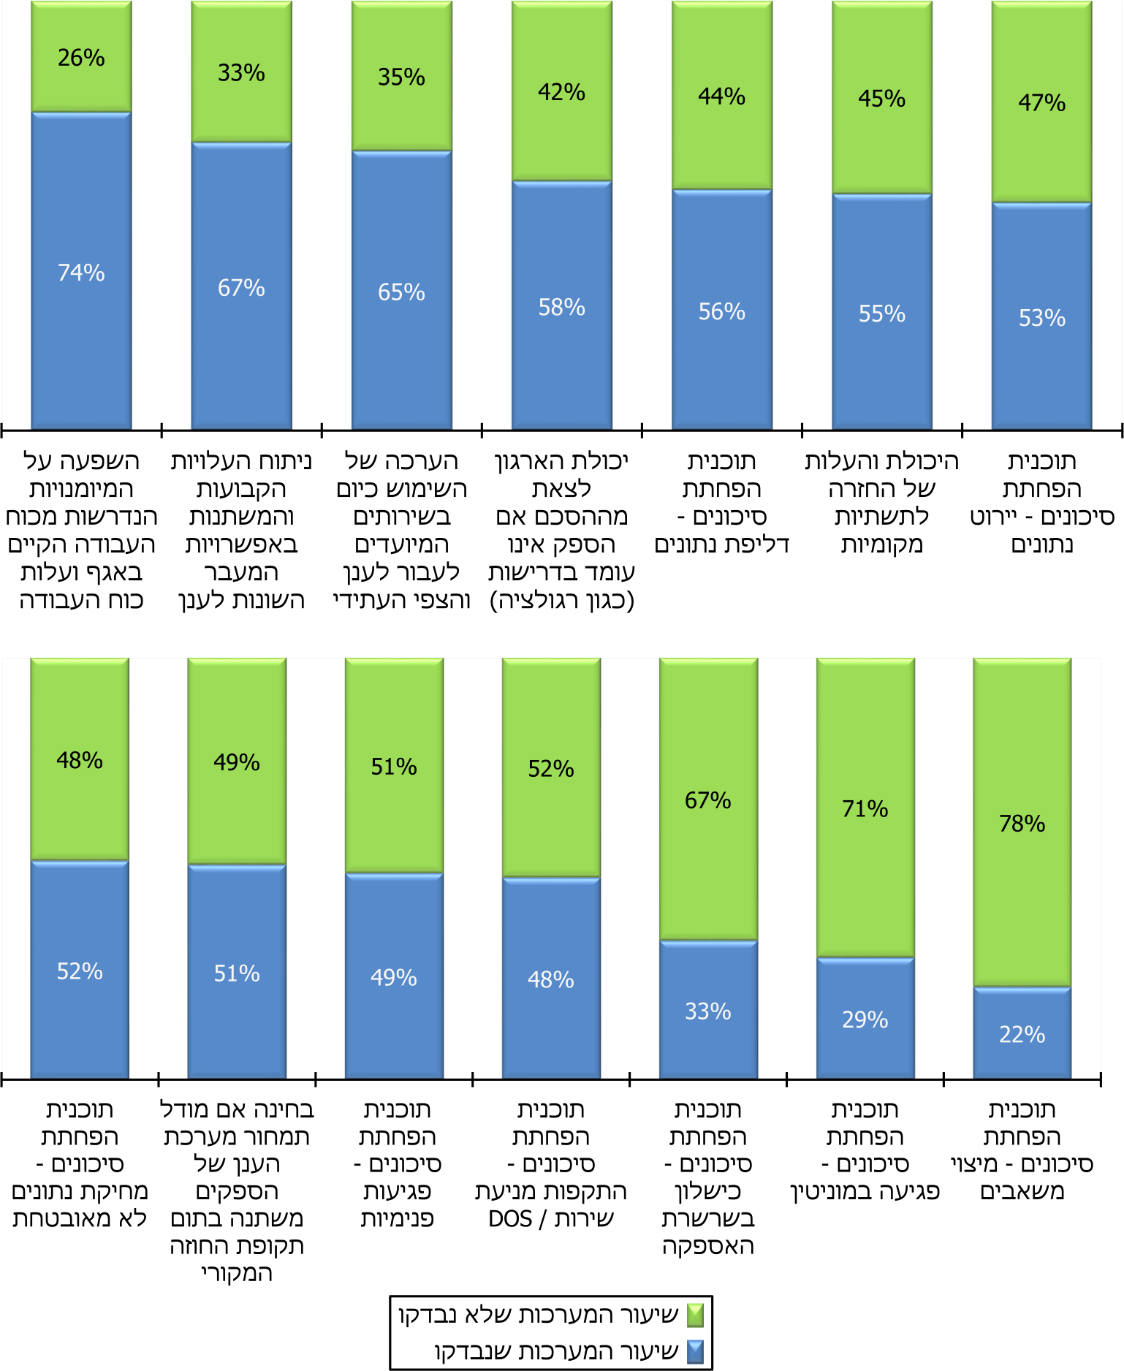 26%
33%
35%
42%
44%
45%
47%
74%
67%
65%
58%
56%
55%
53%
השפעה על
המיומנויות
הנדרשות מכוח
העבודה הקיים
באגף ועלות
כוח העבודה
ניתוח העלויות
הקבועות
והמשתנות
באפשרויות
המעבר
השונות לענן
הערכה של
השימוש כיום
בשירותים
המיועדים
לעבור לענן
והצפי העתידי
יכולת הארגון
לצאת
מההסכם אם
הספק אינו
עומד בדרישות
(כגון רגולציה)
תוכנית
הפחתת
סיכונים -
דליפת נתונים
היכולת והעלות
של החזרה
לתשתיות
מקומיות
תוכנית
הפחתת
סיכונים - יירוט
נתונים
48%
49%
51%
52%
67%
71%
78%
52%
51%
49%
48%
33%
29%
22%
תוכנית
הפחתת
סיכונים -
מחיקת נתונים
לא מאובטחת
בחינה אם מודל
תמחור מערכת
הענן של
הספקים
משתנה בתום
תקופת החוזה
המקורי
תוכנית
הפחתת
סיכונים -
פגיעות
פנימיות
תוכנית
הפחתת
סיכונים -
התקפות מניעת
שירות / DOS
תוכנית
הפחתת
סיכונים -
כישלון
בשרשרת
האספקה
תוכנית
הפחתת
סיכונים -
פגיעה במוניטין
תוכנית
הפחתת
סיכונים - מיצוי
משאבים
שיעור המערכות שלא נבדקו
שיעור המערכות שנבדקו